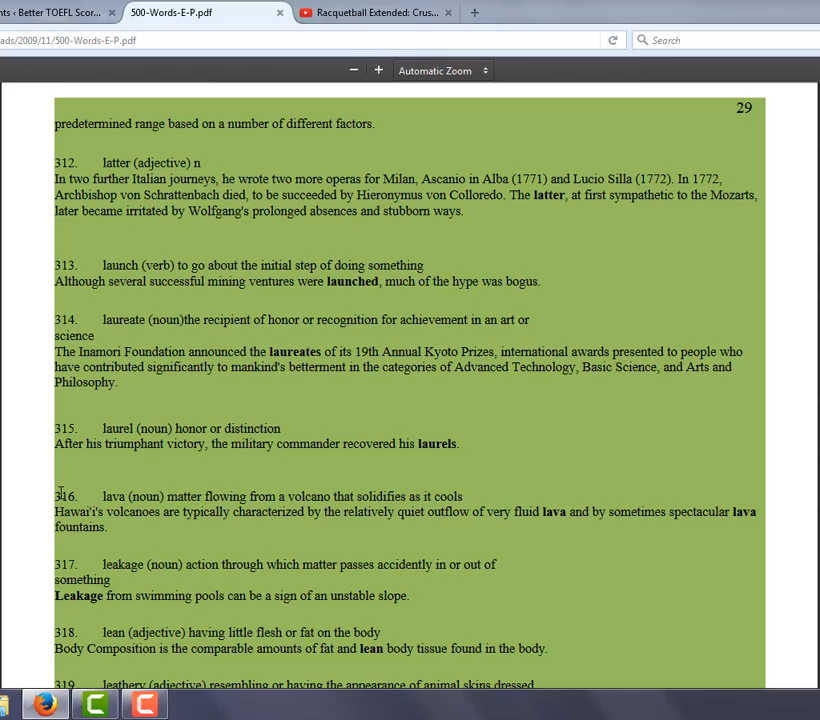 nts ‹ Better TOEFL Scor...
500-Words-E-P.pdf
Racquetball Extended: Crus...
ads/2009/11/500-Words-E-P.pdf
Search
Automatic Zoom
29
predetermined range based on a number of different factors.
312. latter (adjective) n
In two further Italian journeys, he wrote two more operas for Milan, Ascanio in Alba (1771) and Lucio Silla (1772). In 1772,
Archbishop von Schrattenbach died, to be succeeded by Hieronymus von Colloredo. The latter, at first sympathetic to the Mozarts,
later became irritated by Wolfgang's prolonged absences and stubborn ways.
313. launch (verb) to go about the initial step of doing something
Although several successful mining ventures were launched, much of the hype was bogus.
314. laureate (noun)the recipient of honor or recognition for achievement in an art or
science
The Inamori Foundation announced the laureates of its 19th Annual Kyoto Prizes, international awards presented to people who
have contributed significantly to mankind's betterment in the categories of Advanced Technology, Basic Science, and Arts and
Philosophy.
315. laurel (noun) honor or distinction
After his triumphant victory, the military commander recovered his laurels.
316. lava (noun) matter flowing from a volcano that solidifies as it cools
Hawai'i's volcanoes are typically characterized by the relatively quiet outflow of very fluid lava and by sometimes spectacular lava
fountains.
317. leakage (noun) action through which matter passes accidently in or out of
something
Leakage from swimming pools can be a sign of an unstable slope.
318. lean (adjective) having little flesh or fat on the body
Body Composition is the comparable amounts of fat and lean body tissue found in the body.
319. leathery (adjective) resembling or having the appearance of animal skins dressed